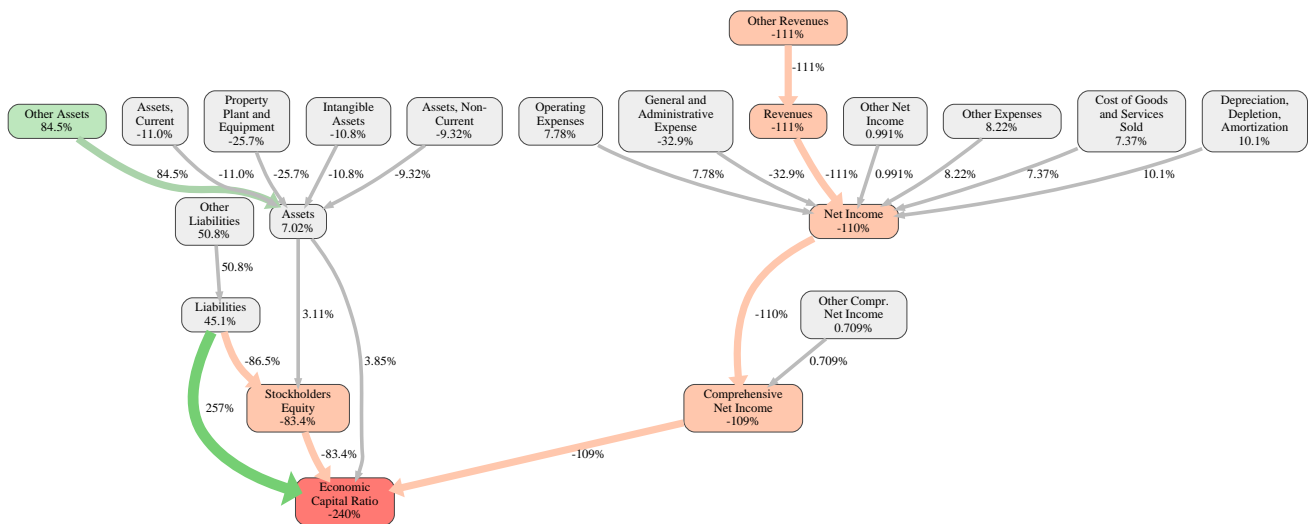 Other Revenues
-111%
-111%
Other Assets
84.5%
Assets,
Current
-11.0%
Property
Plant and
Equipment
-25.7%
Intangible
Assets
-10.8%
Assets, Non-
Current
-9.32%
Operating
Expenses
7.78%
General and
Administrative
Expense
-32.9%
Revenues
-111%
Other Net
Income
0.991%
Other Expenses
8.22%
Cost of Goods
and Services
Sold
7.37%
Depreciation,
Depletion,
Amortization
10.1%
84.5%
-11.0%
-25.7%
-10.8%
-9.32%
7.78%
-32.9%
-111%
0.991%
8.22%
7.37%
10.1%
Other
Liabilities
50.8%
Assets
7.02%
Net Income
-110%
50.8%
Liabilities
45.1%
3.11%
3.85%
-110%
Other Compr.
Net Income
0.709%
-86.5%
0.709%
257%
Stockholders
Equity
-83.4%
Comprehensive
Net Income
-109%
-83.4%
-109%
Economic
Capital Ratio
-240%